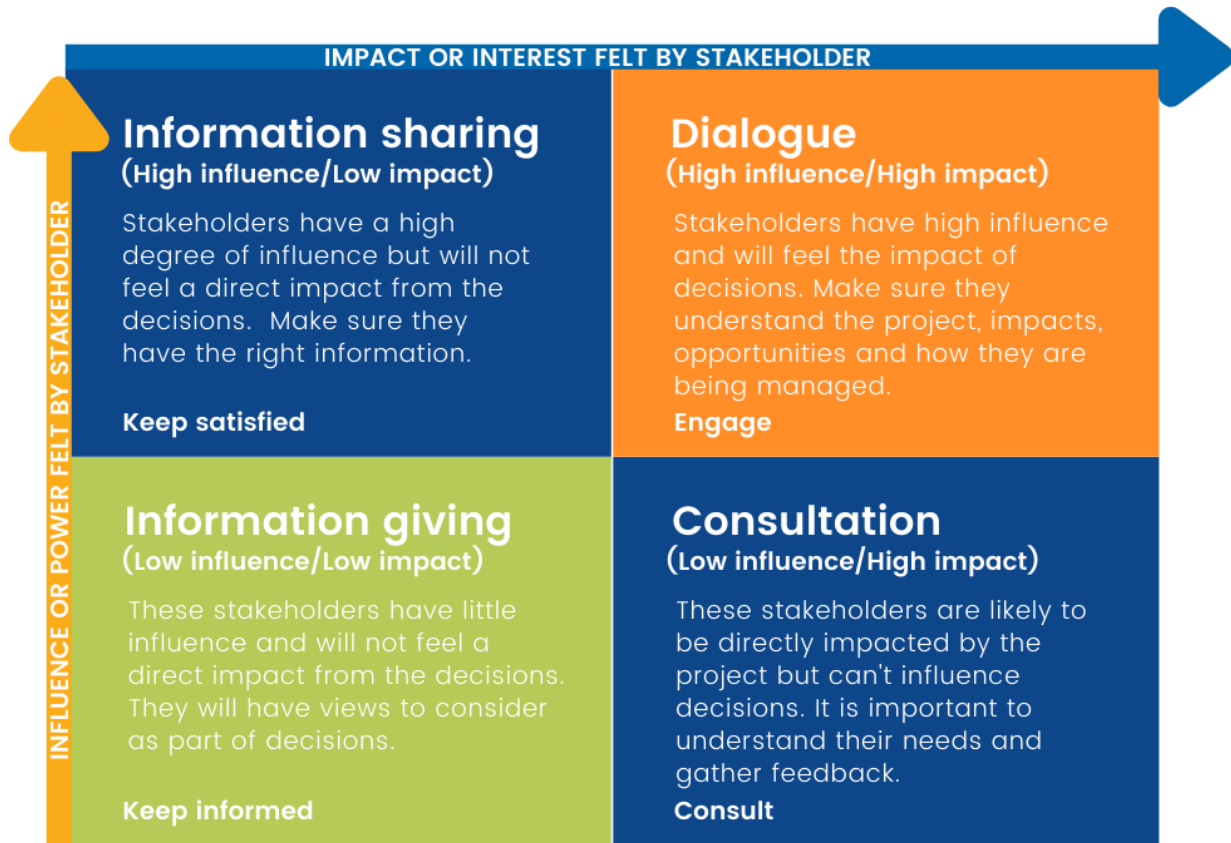 IMPACT OR INTEREST FELT BY STAKEHOLDER
INFLUENCE OR POWER FELT BY STAKEHOLDER
Information sharing
(High influence/Low impact)
Stakeholders have a high
degree of influence but will not
feel a direct impact from the
decisions.  Make sure they
have the right information.
Keep satisfied
Dialogue
(High influence/High impact)
Stakeholders have high influence
and will feel the impact of
decisions. Make sure they
understand the project, impacts,
opportunities and how they are
being managed.
Engage
Information giving
(Low influence/Low impact)
These stakeholders have little
influence and will not feel a
direct impact from the decisions.
They will have views to consider
as part of decisions.
Keep informed
Consultation
(Low influence/High impact)
These stakeholders are likely to
be directly impacted by the
project but can't influence
decisions. It is important to
understand their needs and
gather feedback.
Consult